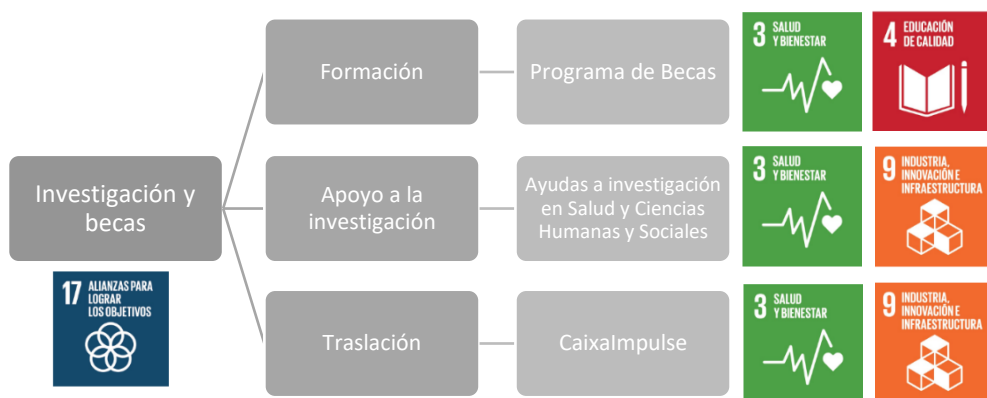 Investigación y
becas
17 ALIANZAS PARA
LOGRAR
LOS OBJETIVOS
Formación
Programa de Becas
3 SALUD
Y BIENESTAR
4 EDUCACIÓN
DE CALIDAD
Apoyo a la
investigación
Ayudas a investigación
en Salud y Ciencias
Humanas y Sociales
3 SALUD
Y BIENESTAR
9 INDUSTRIA,
INNOVACIÓN E
INFRAESTRUCTURA
Traslación
CaixaImpulse
3 SALUD
Y BIENESTAR
9 INDUSTRIA,
INNOVACIÓN E
INFRAESTRUCTURA